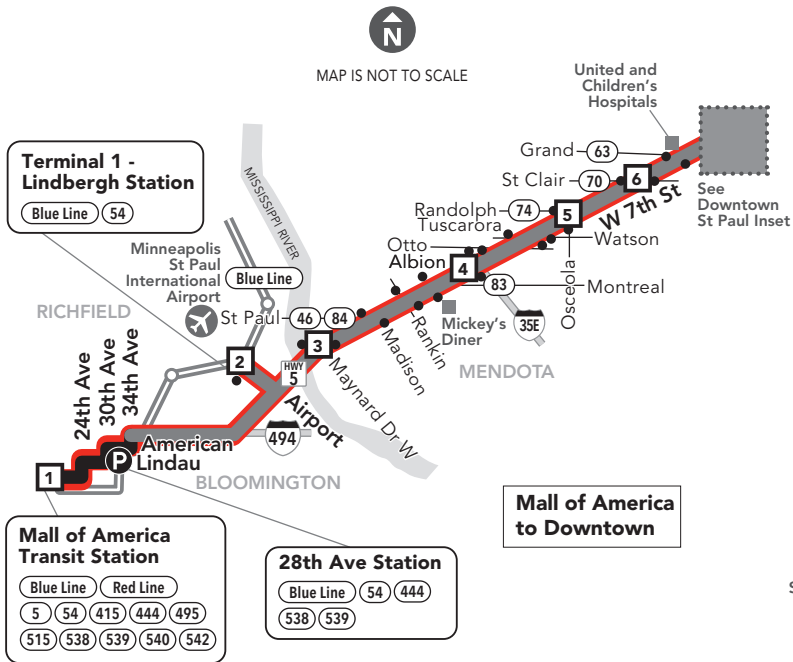 N
MAP IS NOT TO SCALE
United and
Children's
Hospitals
Grand 63
St Clair 70
6
W 7th St
See
Downtown
St Paul Inset
Randolph 74
Tuscarora
5
Watson
Otto
Albion
4
83 Montreal
Osceola
35E
Mickey's
Diner
Rankin
Madison
MENDOTA
Terminal 1 -
Lindbergh Station
Blue Line 54
MISSISSIPPI RIVER
Minneapolis
St Paul
International
Airport
Blue Line
RICHFIELD
St Paul 46 84
3
2
HWY
5
Maynard Dr W
Airport
494
24th Ave
30th Ave
34th Ave
American
Lindau
P
1
BLOOMINGTON
Mall of America
to Downtown
Mall of America
Transit Station
Blue Line Red Line
5 54 415 444 495
515 538 539 540 542
28th Ave Station
Blue Line 54 444
538 539
S